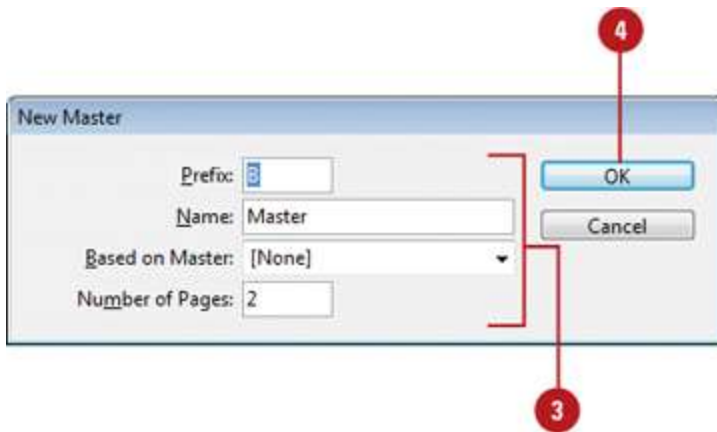 4
New Master
Prefix: B
OK
Name: Master
Cancel
Based on Master: [None]
Number of Pages: 2
3